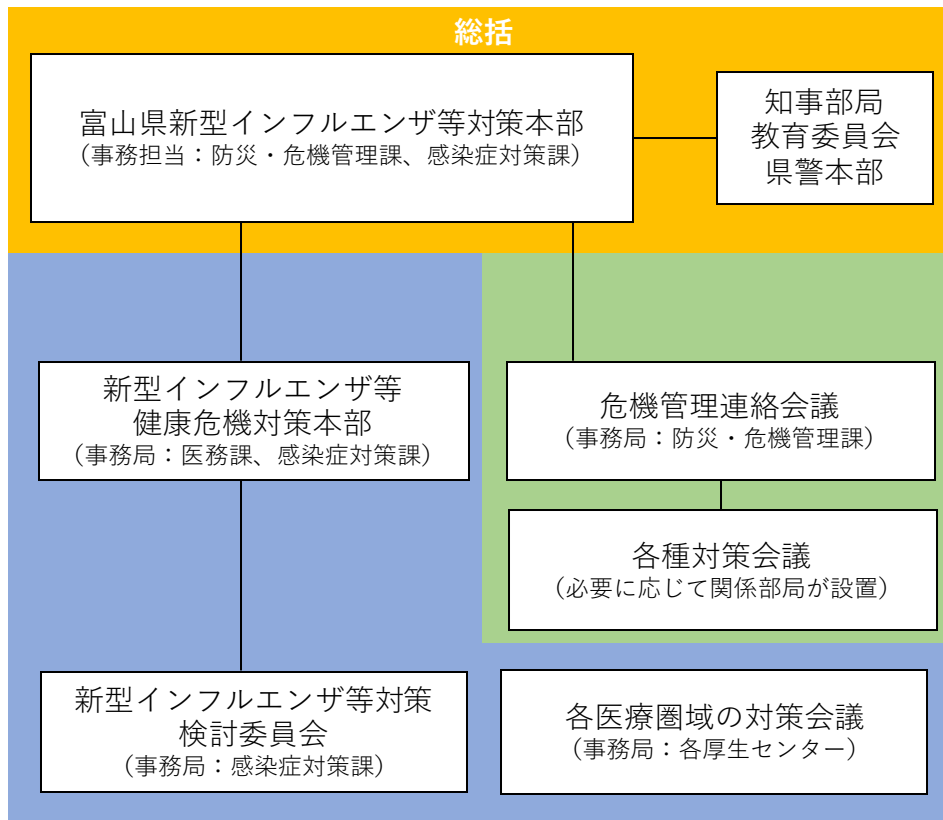 総括
富山県新型インフルエンザ等対策本部
（事務担当：防災・危機管理課、感染症対策課）
知事部局
教育委員会
県警本部
新型インフルエンザ等
健康危機対策本部
（事務局：医務課、感染症対策課）
危機管理連絡会議
（事務局：防災・危機管理課）
各種対策会議
（必要に応じて関係部局が設置）
新型インフルエンザ等対策
検討委員会
（事務局：感染症対策課）
各医療圏域の対策会議
（事務局：各厚生センター）